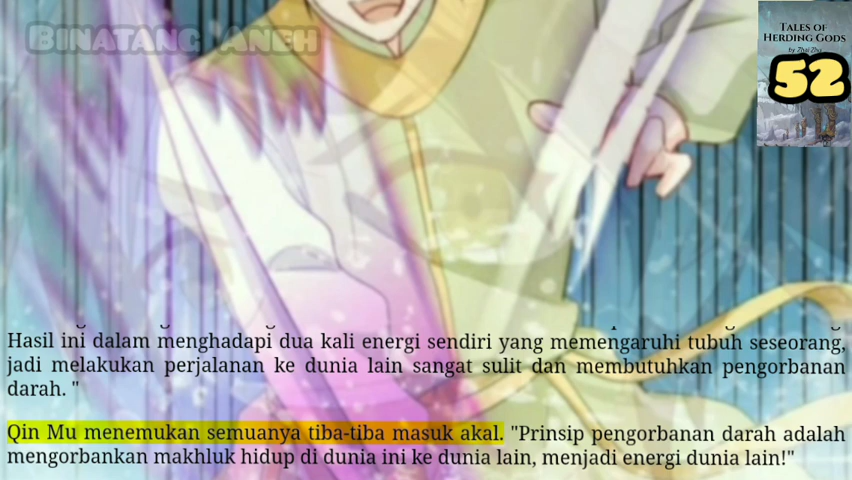 Binatang Aneh
TALES OF
HERDING GODS
by Zhai Zhu
52
Hasil ini dalam menghadapi dua kali energi sendiri yang memengaruhi tubuh seseorang,
jadi melakukan perjalanan ke dunia lain sangat sulit dan membutuhkan pengorbanan
darah. "
Qin Mu menemukan semuanya tiba-tiba masuk akal. "Prinsip pengorbanan darah adalah
mengorbankan makhluk hidup di dunia ini ke dunia lain, menjadi energi dunia lain!"